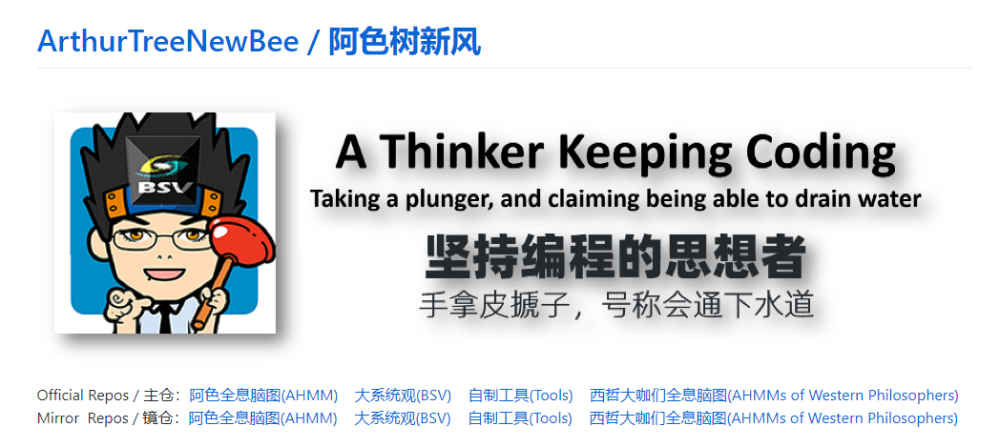 ArthurTreeNewBee / 阿色树新风
BSV
A Thinker Keeping Coding
Taking a plunger, and claiming being able to drain water
坚持编程的思想者
手拿皮搋子，号称会通下水道
Official Repos / 主仓：阿色全息脑图(AHMM) 大系统观(BSV) 自制工具(Tools) 西哲大咖们全息脑图(AHMMs of Western Philosophers)
Mirror Repos / 镜仓：阿色全息脑图(AHMM) 大系统观(BSV) 自制工具(Tools) 西哲大咖们全息脑图(AHMMs of Western Philosophers)